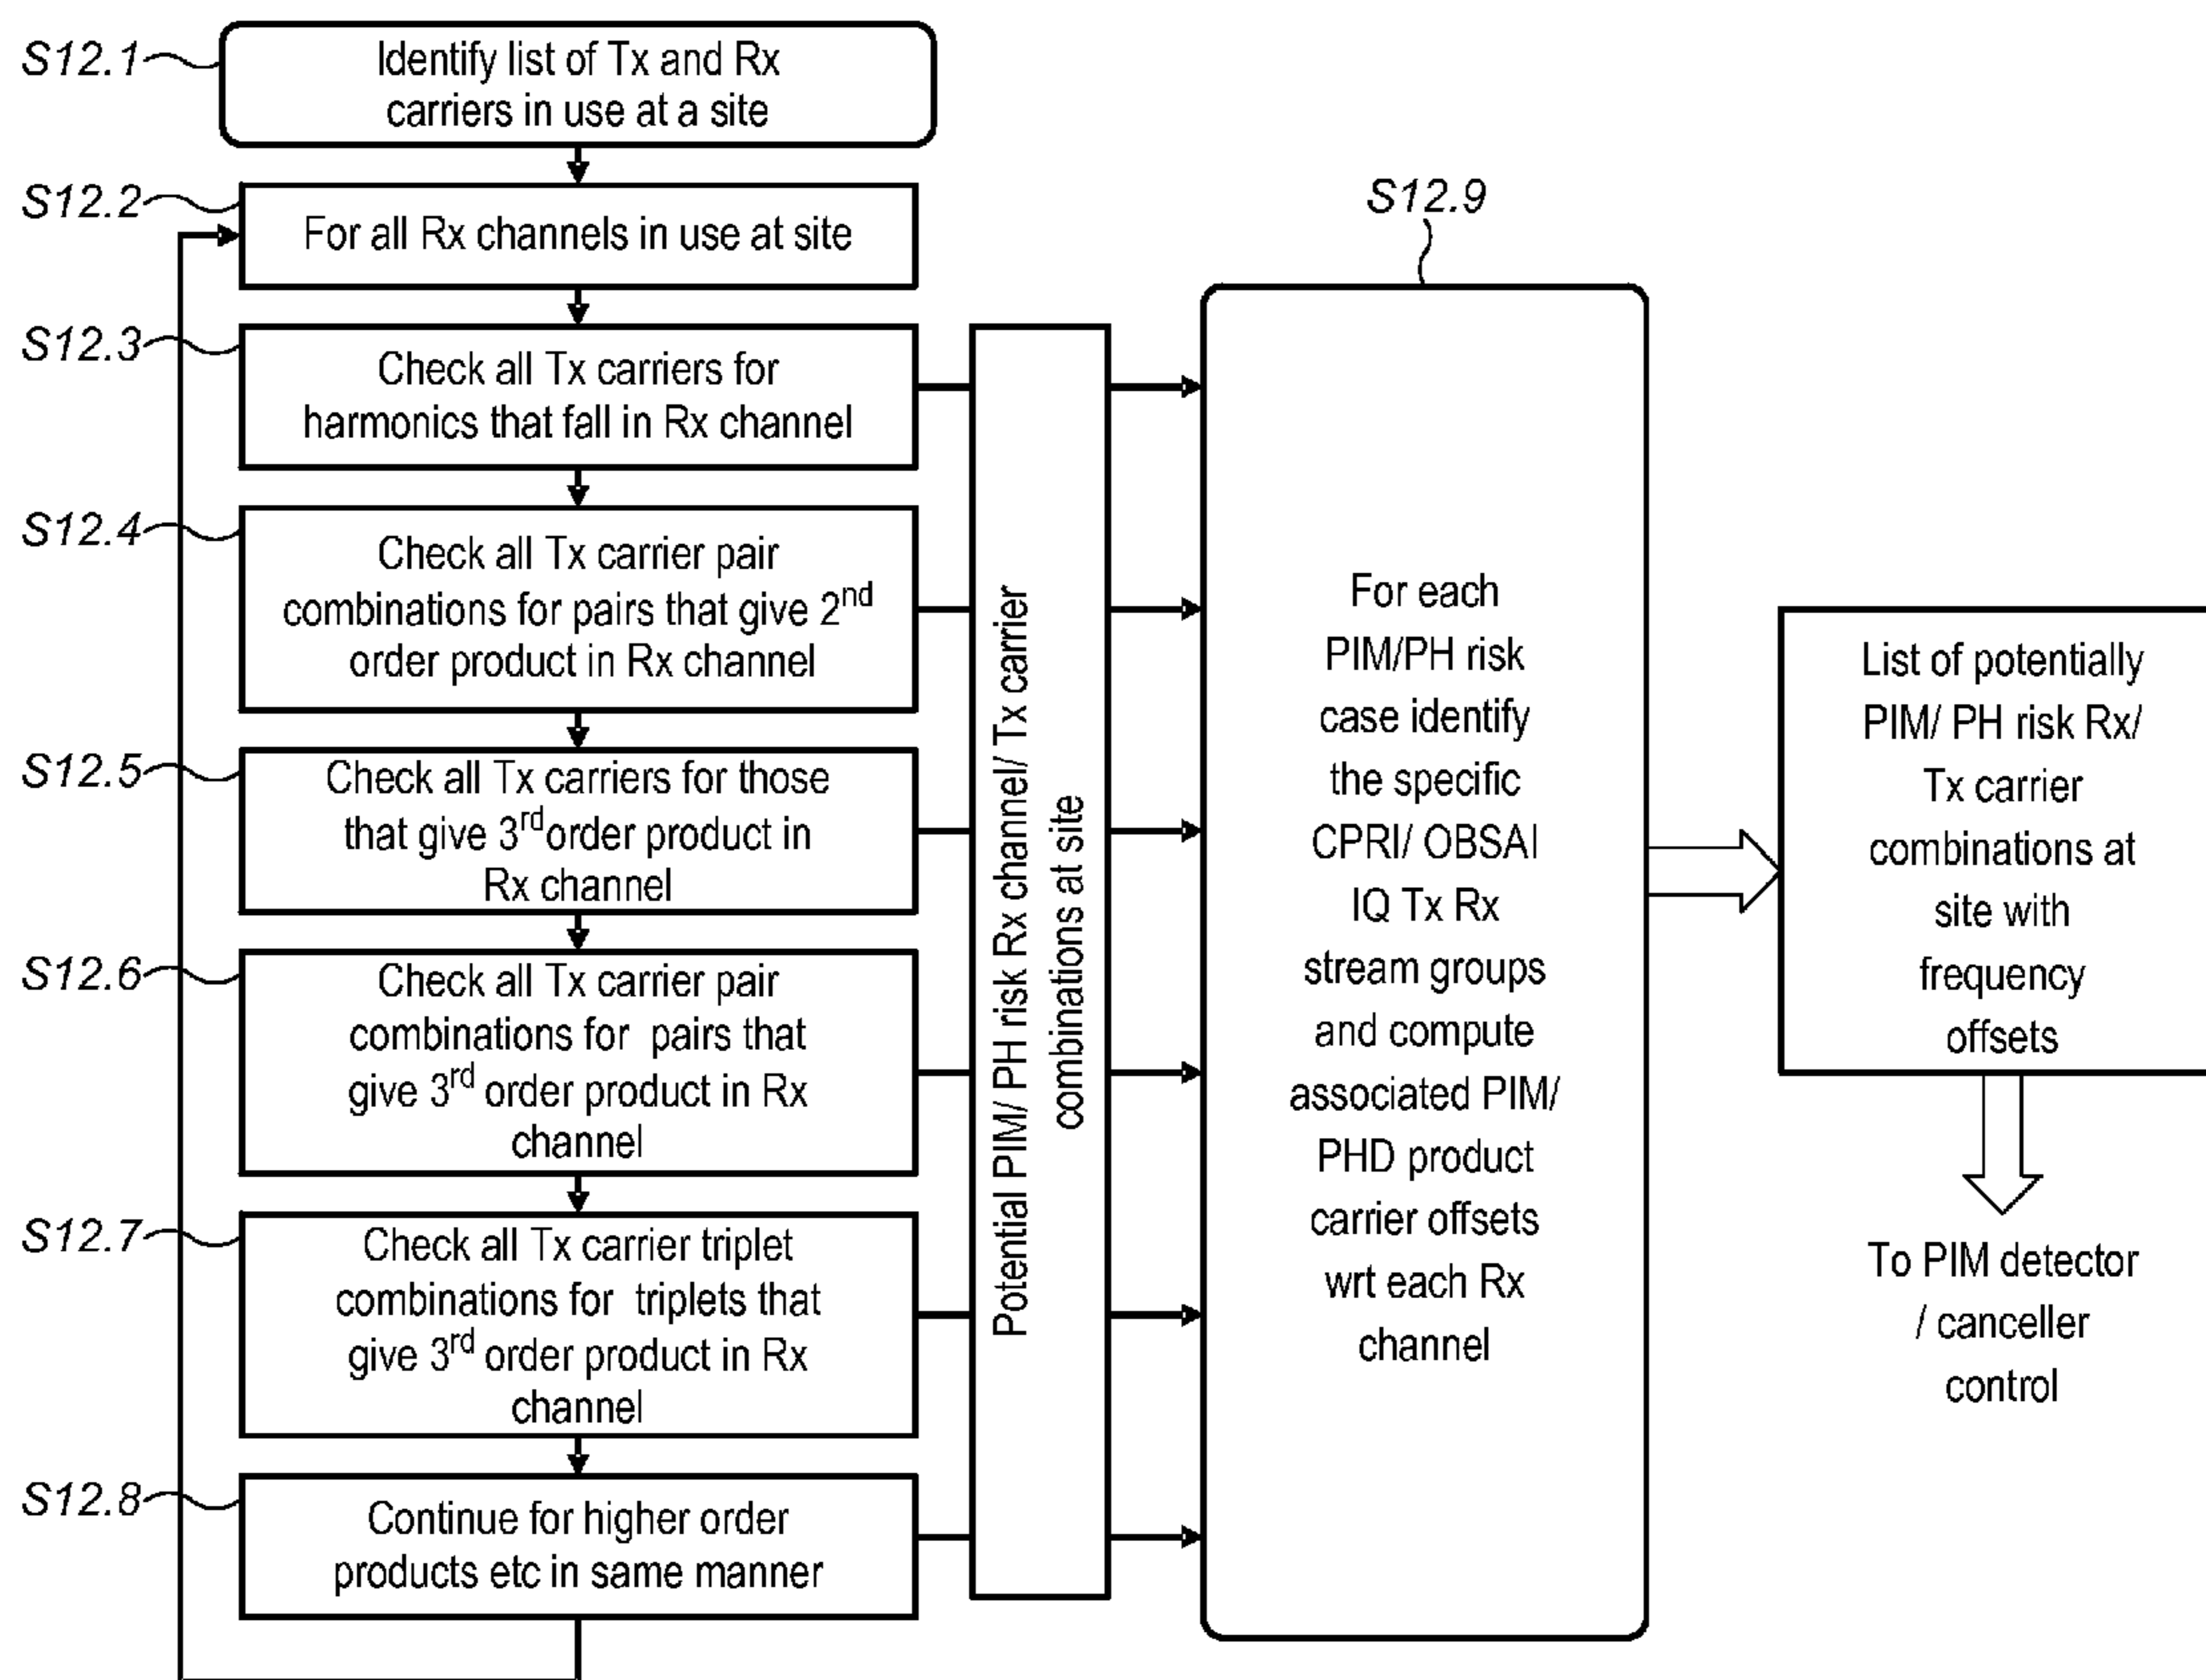 S12.1
Identify list of Tx and Rx
carriers in use at a site
S12.2
For all Rx channels in use at site
S12.3
Check all Tx carriers for
harmonics that fall in Rx channel
S12.4
Check all Tx carrier pair
combinations for pairs that give 2nd
order product in Rx channel
S12.5
Check all Tx carriers for those
that give 3rd order product in
Rx channel
S12.6
Check all Tx carrier pair
combinations for pairs that
give 3rd order product in Rx
channel
S12.7
Check all Tx carrier triplet
combinations for triplets that
give 3rd order product in Rx
channel
S12.8
Continue for higher order
products etc in same manner
Potential PIM/ PH risk Rx channel/ Tx carrier
combinations at site
S12.9
For each
PIM/PH risk
case identify
the specific
CPRI/ OBSAI
IQ Tx Rx
stream groups
and compute
associated PIM/
PHD product
carrier offsets
wrt each Rx
channel
List of potentially
PIM/ PH risk Rx/
Tx carrier
combinations at
site with
frequency
offsets
To PIM detector
/ canceller
control